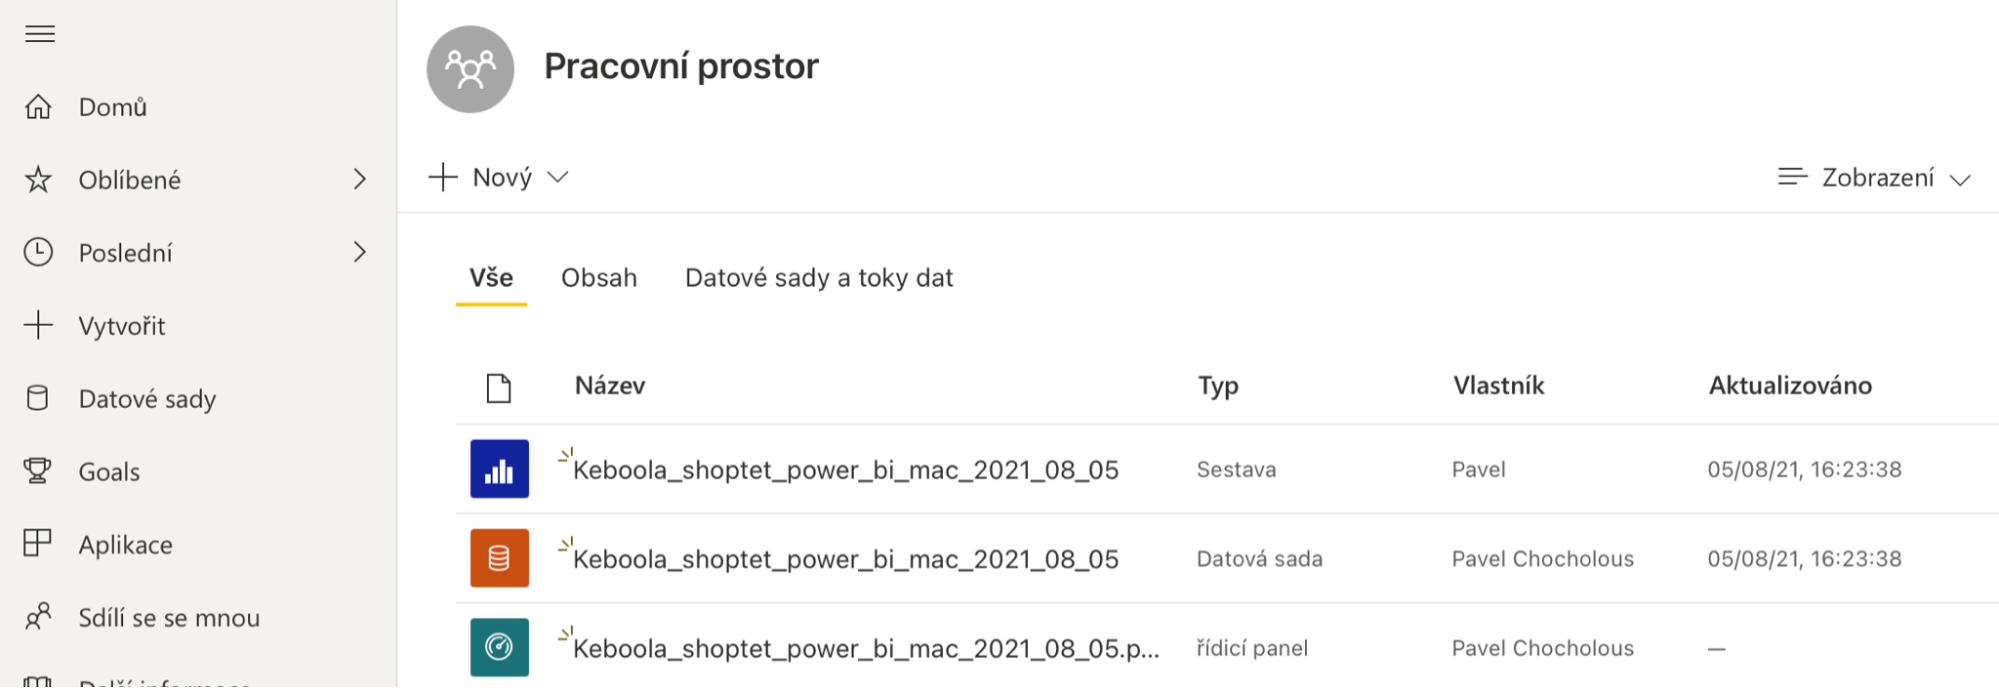 Domů
Oblíbené
Poslední
Vytvořit
Datové sady
Goals
Aplikace
Sdílí se se mnou
Další informace
Pracovní prostor
Nový
Zobrazení
Vše Obsah Datové sady a toky dat
Název Typ Vlastník Aktualizováno
Keboola_shoptet_power_bi_mac_2021_08_05 Sestava Pavel 05/08/21, 16:23:38
Keboola_shoptet_power_bi_mac_2021_08_05 Datová sada Pavel Chocholous 05/08/21, 16:23:38
Keboola_shoptet_power_bi_mac_2021_08_05.p... řídicí panel Pavel Chocholous —